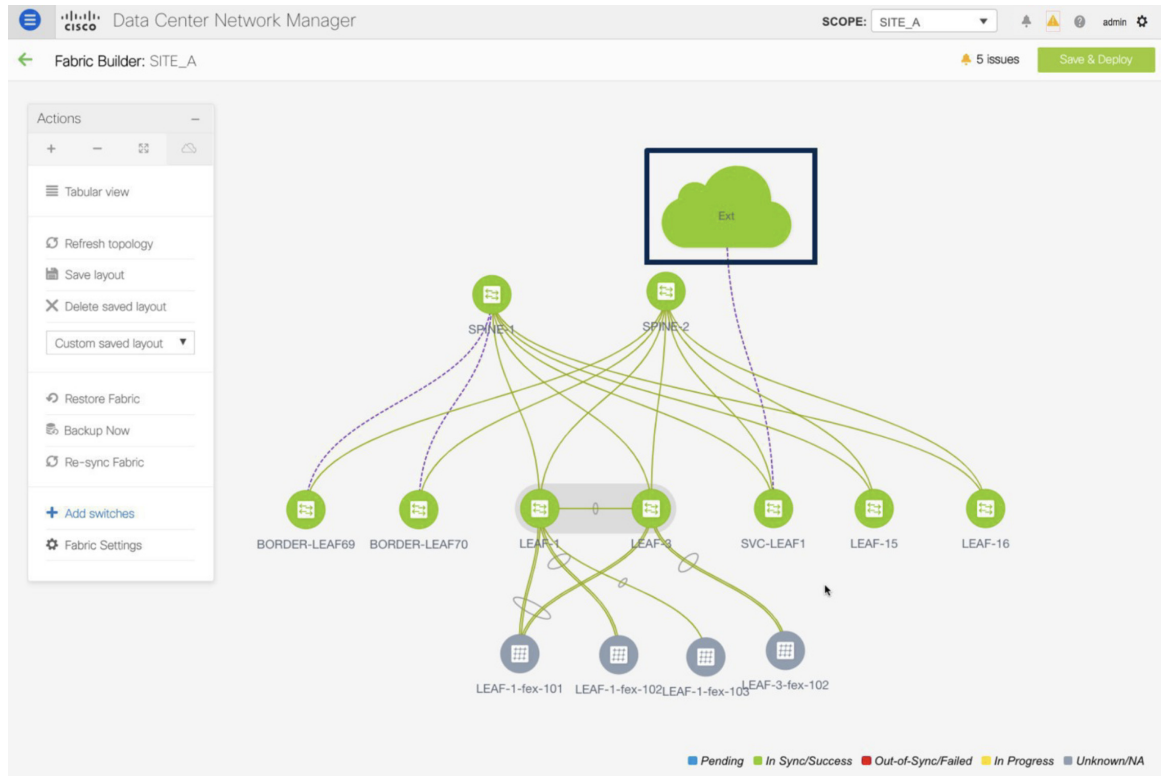 cisco Data Center Network Manager
SCOPE: SITE_A
admin
Fabric Builder: SITE_A
5 issues
Save & Deploy
Actions
Tabular view
Refresh topology
Save layout
Delete saved layout
Custom saved layout
Restore Fabric
Backup Now
Re-sync Fabric
Add switches
Fabric Settings
Ext
SPINE-1
SPINE-2
BORDER-LEAF69
BORDER-LEAF70
LEAF-1
LEAF-3
SVC-LEAF1
LEAF-15
LEAF-16
LEAF-1-fex-101
LEAF-1-fex-102
LEAF-1-fex-103
LEAF-3-fex-102
Pending In Sync/Success Out-of-Sync/Failed In Progress Unknown/NA